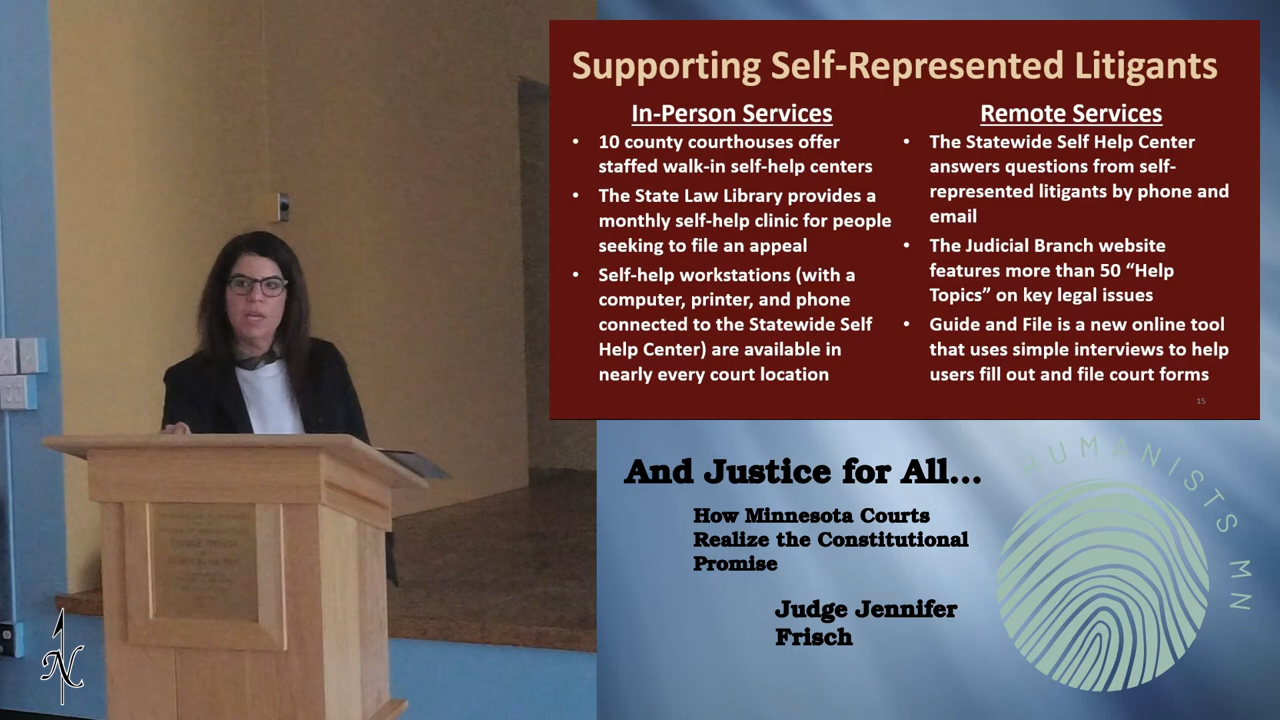 Supporting Self-Represented Litigants
In-Person Services
• 10 county courthouses offer
staffed walk-in self-help centers
• The State Law Library provides a
monthly self-help clinic for people
seeking to file an appeal
• Self-help workstations (with a
computer, printer, and phone
connected to the Statewide Self
Help Center) are available in
nearly every court location
Remote Services
• The Statewide Self Help Center
answers questions from self-
represented litigants by phone and
email
• The Judicial Branch website
features more than 50 “Help
Topics” on key legal issues
• Guide and File is a new online tool
that uses simple interviews to help
users fill out and file court forms
15
And Justice for All...
How Minnesota Courts
Realize the Constitutional
Promise
Judge Jennifer
Frisch
HUMANISTS MN
N